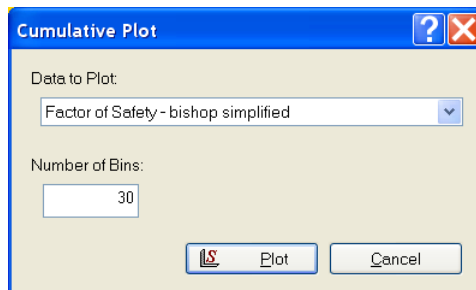 Cumulative Plot
Data to Plot:
Factor of Safety - bishop simplified
Number of Bins:
30
Plot
Cancel